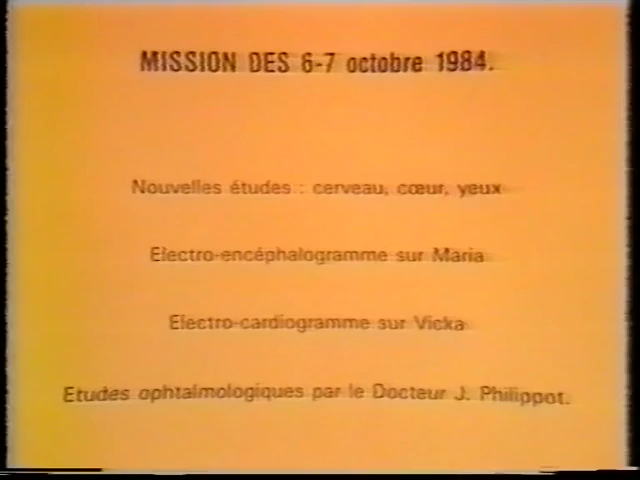 MISSION DES 6-7 octobre 1984.
Nouvelles études : cerveau, cœur, yeux
Electro-encéphalogramme sur Maria
Electro-cardiogramme sur Vicka
Etudes ophtalmologiques par le Docteur J. Philippot.